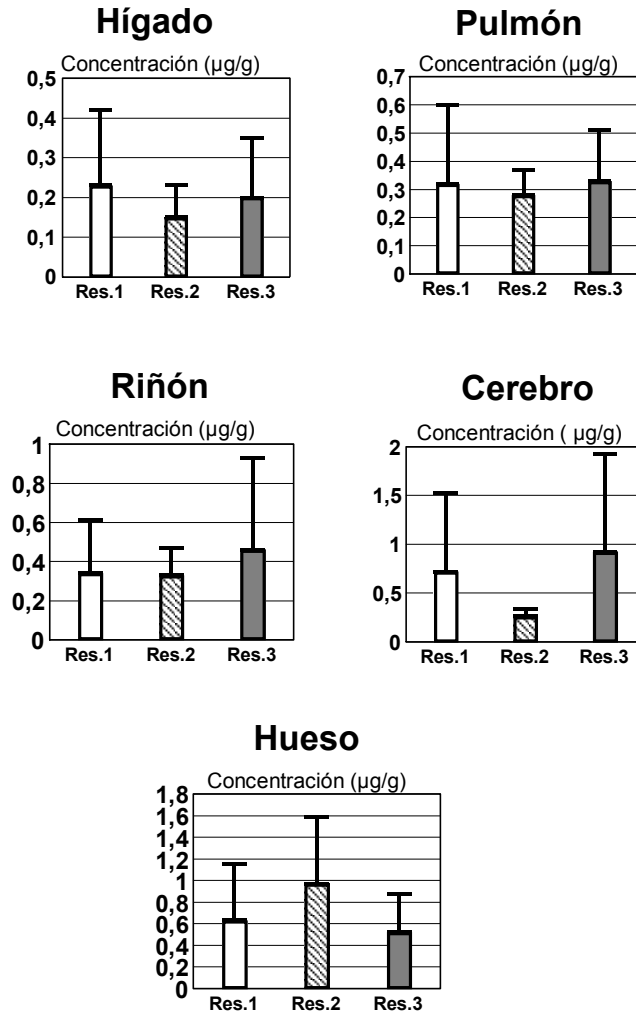 Hígado
Concentración (µg/g)
0,5
0,4
0,3
0,2
0,1
0
Res.1 Res.2 Res.3
Pulmón
Concentración (µg/g)
0,7
0,6
0,5
0,4
0,3
0,2
0,1
0
Res.1 Res.2 Res.3
Riñón
Concentración (µg/g)
1
0,8
0,6
0,4
0,2
0
Res.1 Res.2 Res.3
Cerebro
Concentración ( µg/g)
2
1,5
1
0,5
0
Res.1 Res.2 Res.3
Hueso
Concentración (µg/g)
1,8
1,6
1,4
1,2
1
0,8
0,6
0,4
0,2
0
Res.1 Res.2 Res.3